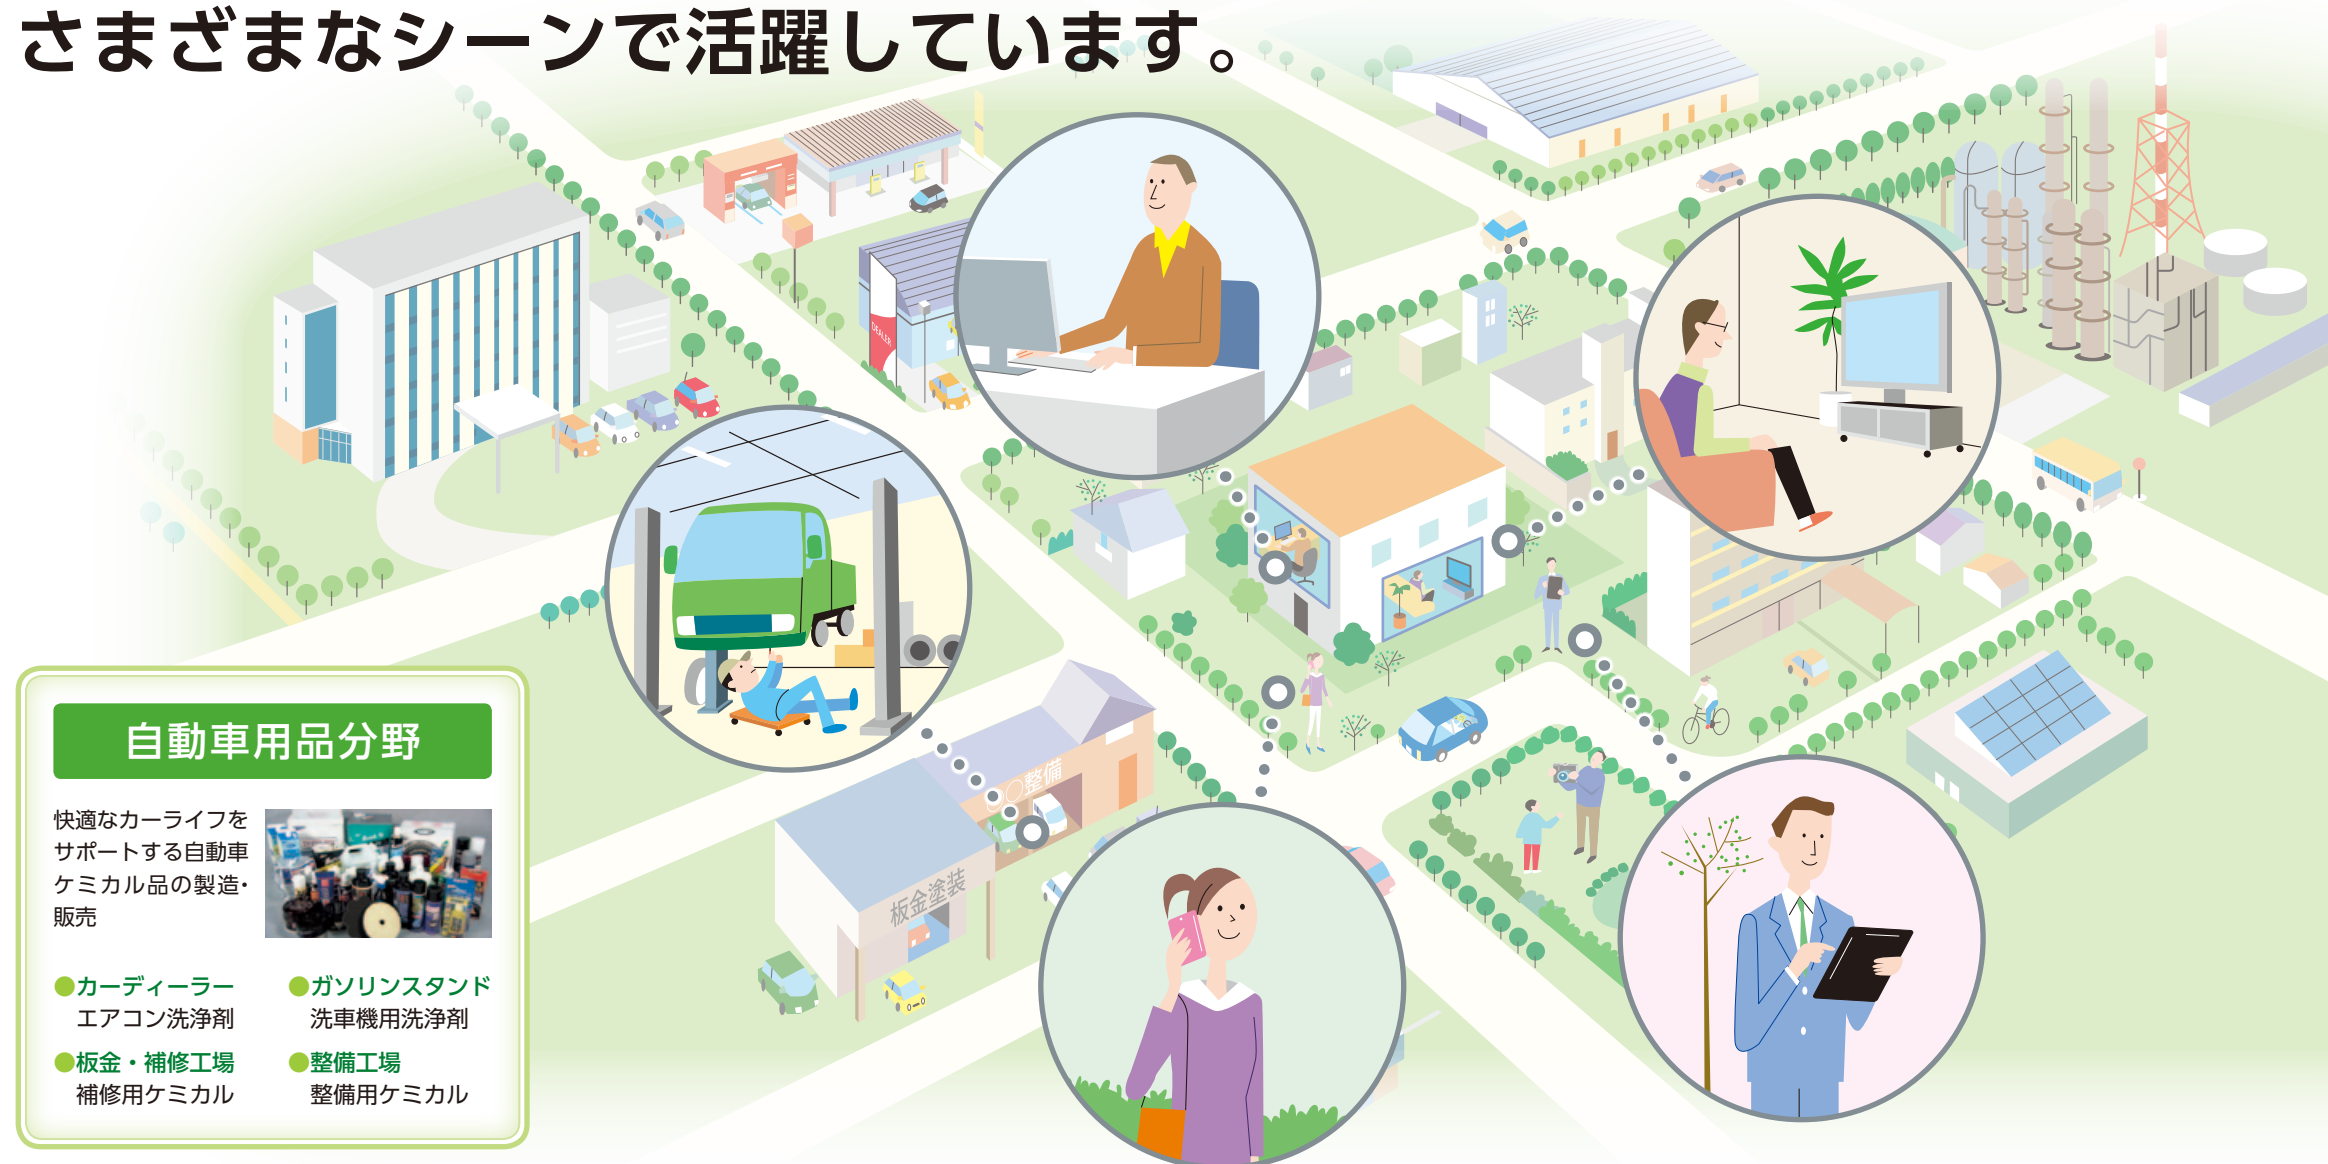 さまざまなシーンで活躍しています。
DEALER
〇〇整備
板金塗装
自動車用品分野
快適なカーライフを
サポートする自動車
ケミカル品の製造・
販売
●カーディーラー
エアコン洗浄剤
●ガソリンスタンド
洗車機用洗浄剤
●板金・補修工場
補修用ケミカル
●整備工場
整備用ケミカル